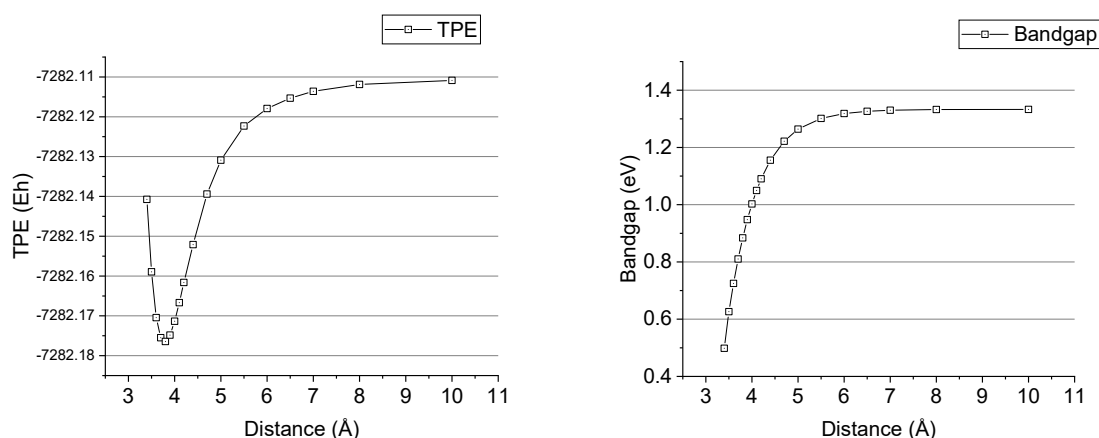 TPE
-7282.11
-7282.12
-7282.13
-7282.14
-7282.15
-7282.16
-7282.17
-7282.18
TPE (Eh)
3 4 5 6 7 8 9 10 11
Distance (Å)
Bandgap
1.4
1.2
1.0
0.8
0.6
0.4
Bandgap (eV)
3 4 5 6 7 8 9 10 11
Distance (Å)